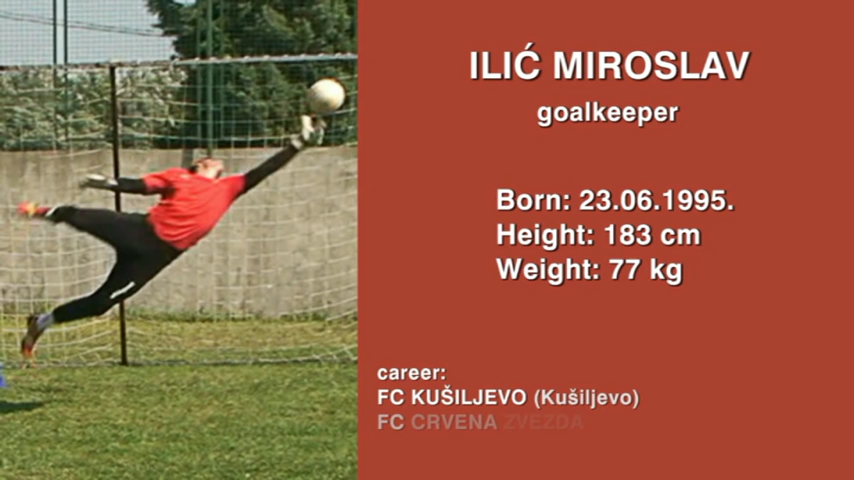 ILIĆ MIROSLAV
goalkeeper
Born: 23.06.1995.
Height: 183 cm
Weight: 77 kg
career:
FC KUŠILJEVO (Kušiljevo)
FC CRVENA ZVEZDA